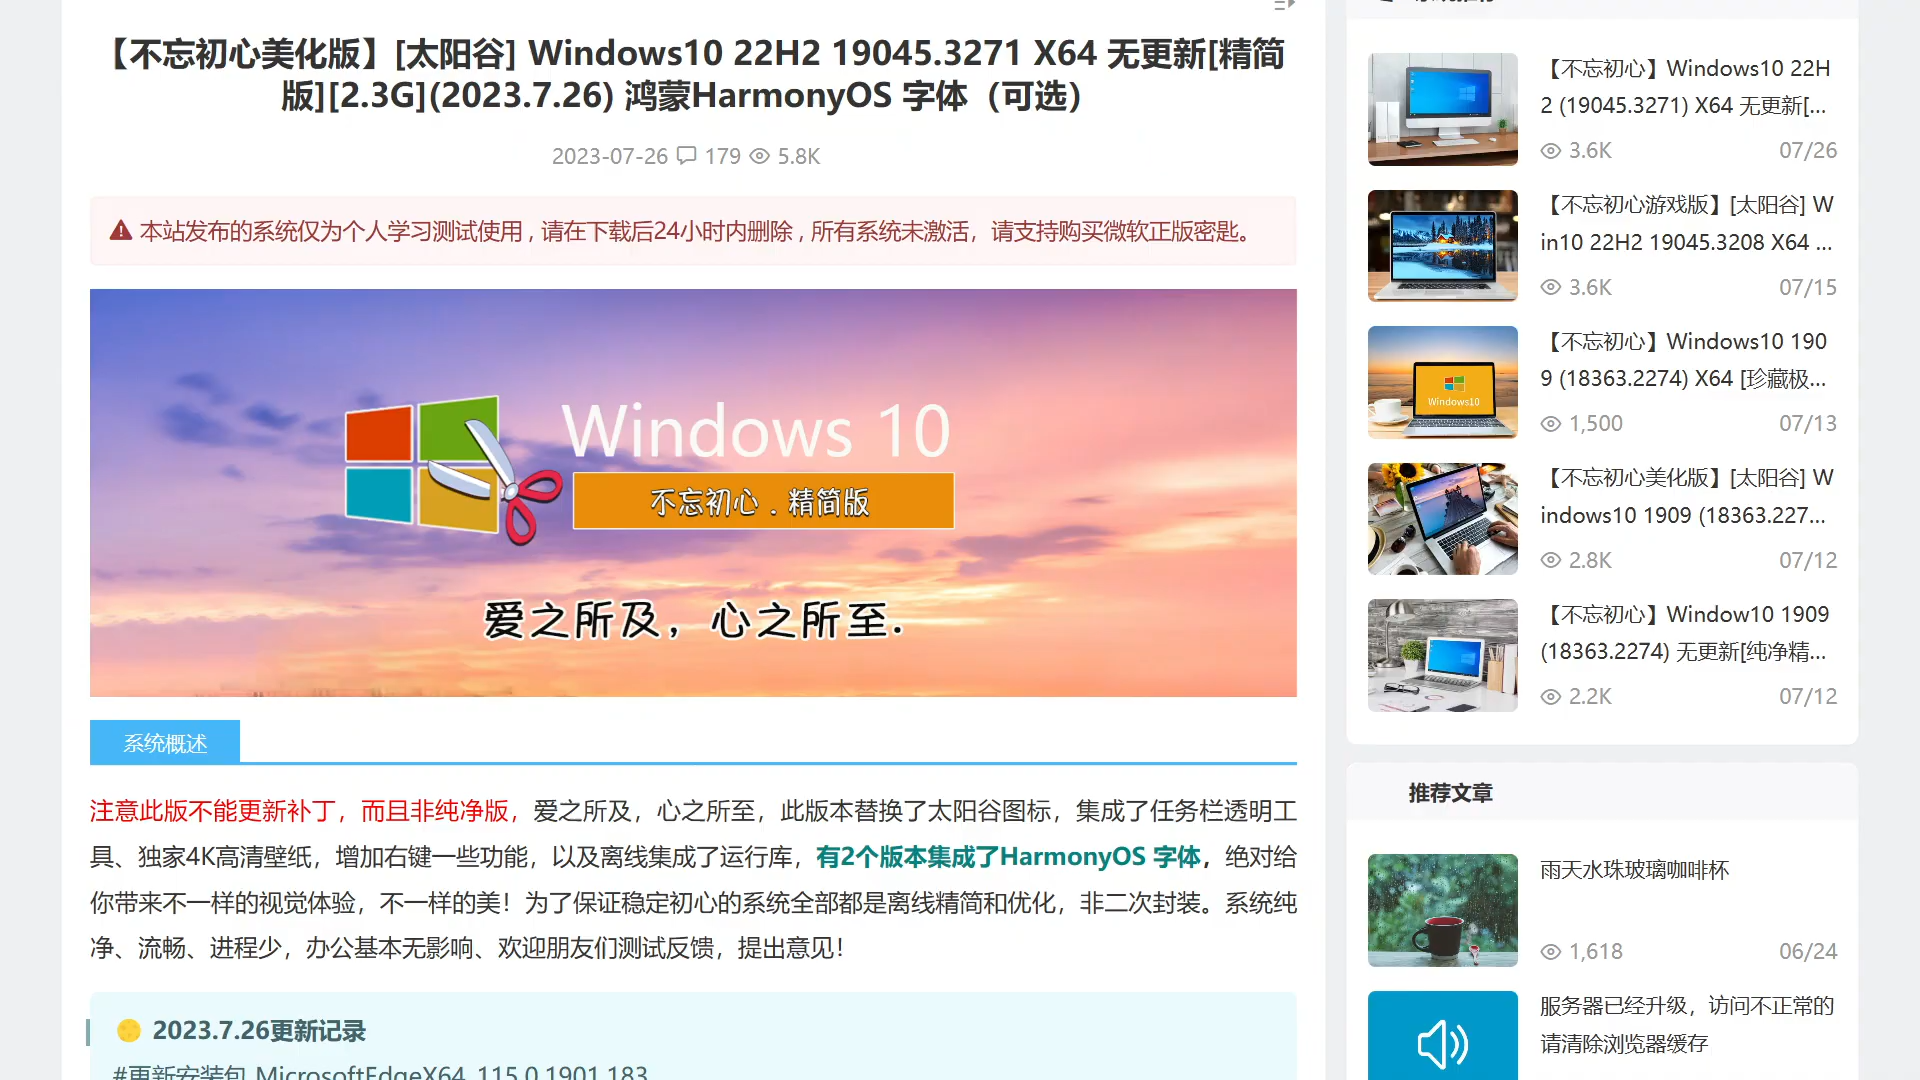 【不忘初心美化版】[太阳谷] Windows10 22H2 19045.3271 X64 无更新[精简
版][2.3G](2023.7.26) 鸿蒙HarmonyOS 字体（可选）
2023-07-26 179 5.8K
本站发布的系统仅为个人学习测试使用 , 请在下载后24小时内删除 , 所有系统未激活，请支持购买微软正版密匙。
Windows 10
不忘初心 . 精简版
爱之所及，心之所至.
系统概述
注意此版不能更新补丁，而且非纯净版，爱之所及，心之所至，此版本替换了太阳谷图标，集成了任务栏透明工
具、独家4K高清壁纸，增加右键一些功能，以及离线集成了运行库，有2个版本集成了HarmonyOS 字体，绝对给
你带来不一样的视觉体验，不一样的美！为了保证稳定初心的系统全部都是离线精简和优化，非二次封装。系统纯
净、流畅、进程少，办公基本无影响、欢迎朋友们测试反馈，提出意见！
2023.7.26更新记录
#更新安装包 MicrosoftEdgeX64_115.0.1901.183
【不忘初心】Windows10 22H
2 (19045.3271) X64 无更新[...
3.6K 07/26
【不忘初心游戏版】[太阳谷] W
in10 22H2 19045.3208 X64 ...
3.6K 07/15
Windows10
【不忘初心】Windows10 190
9 (18363.2274) X64 [珍藏极...
1,500 07/13
【不忘初心美化版】[太阳谷] W
indows10 1909 (18363.227...
2.8K 07/12
【不忘初心】Window10 1909
(18363.2274) 无更新[纯净精...
2.2K 07/12
推荐文章
雨天水珠玻璃咖啡杯
1,618 06/24
服务器已经升级，访问不正常的
请清除浏览器缓存